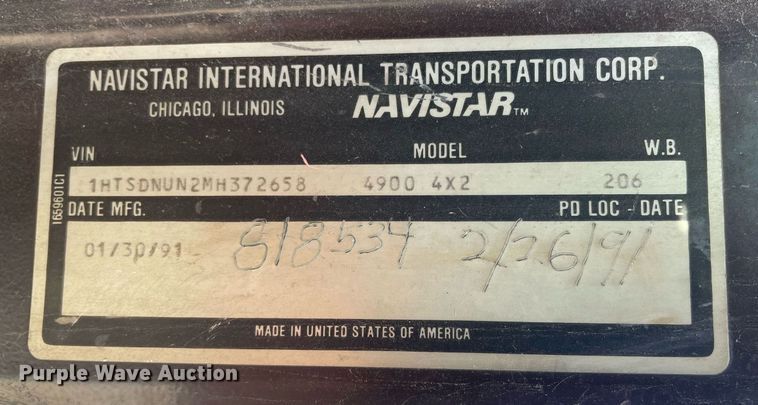 NAVISTAR INTERNATIONAL TRANSPORTATION CORP.
CHICAGO, ILLINOIS NAVISTAR™
VIN MODEL W.B.
1HTSDNUN2MH372658 4900 4X2 206
DATE MFG. PD LOC - DATE
01/30/91 818534 2/26/91
MADE IN UNITED STATES OF AMERICA
1659601C1
Purple Wave Auction